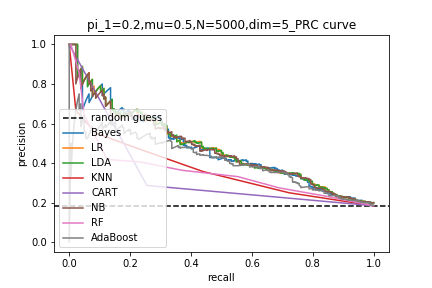 pi_1=0.2,mu=0.5,N=5000,dim=5_PRC curve
1.0
0.8
0.6
0.4
0.2
0.0
precision
random guess
Bayes
LR
LDA
KNN
CART
NB
RF
AdaBoost
0.0 0.2 0.4 0.6 0.8 1.0
recall